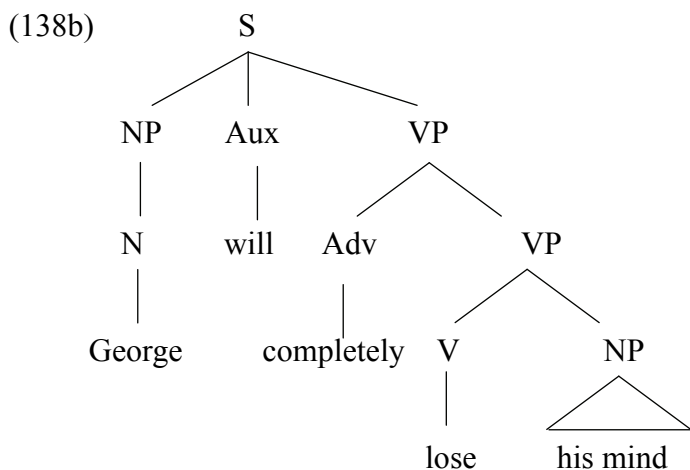 (138b) S
NP Aux VP
N will Adv VP
George completely V NP
lose his mind